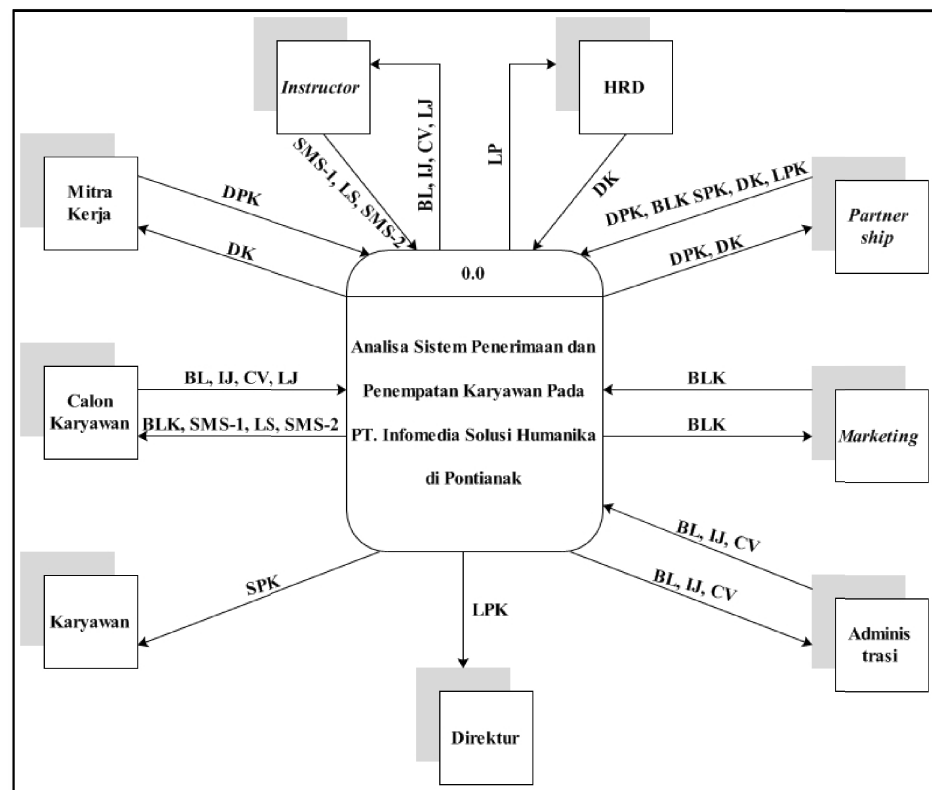 Instructor
HRD
BL, IJ, CV, LJ
LP
SMS-1, LS, SMS-2
DK
Mitra
Kerja
DPK
DK
DPK, BLK SPK, DK, LPK
DPK, DK
Partner
ship
0.0
Analisa Sistem Penerimaan dan
Penempatan Karyawan Pada
PT. Infomedia Solusi Humanika
di Pontianak
Calon
Karyawan
BL, IJ, CV, LJ
BLK, SMS-1, LS, SMS-2
BLK
BLK
Marketing
Karyawan
SPK
LPK
BL, IJ, CV
BL, IJ, CV
Adminis
trasi
Direktur